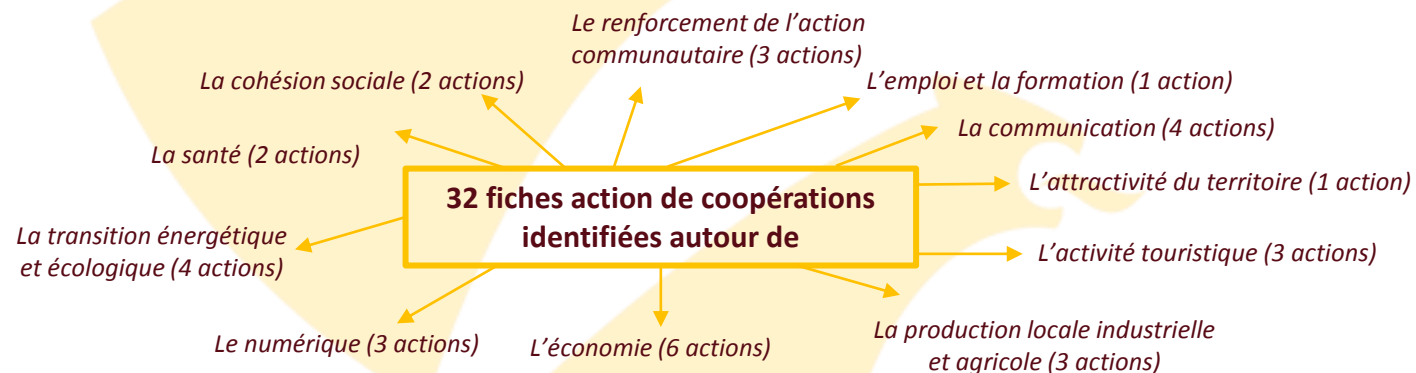 Le renforcement de l’action
communautaire (3 actions)
La cohésion sociale (2 actions)
L’emploi et la formation (1 action)
La communication (4 actions)
La santé (2 actions)
L’attractivité du territoire (1 action)
32 fiches action de coopérations
identifiées autour de
La transition énergétique
et écologique (4 actions)
L’activité touristique (3 actions)
Le numérique (3 actions)
L’économie (6 actions)
La production locale industrielle
et agricole (3 actions)